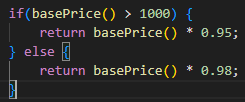 if(basePrice() > 1000) {
    return basePrice() * 0.95;
} else {
    return basePrice() * 0.98;
}